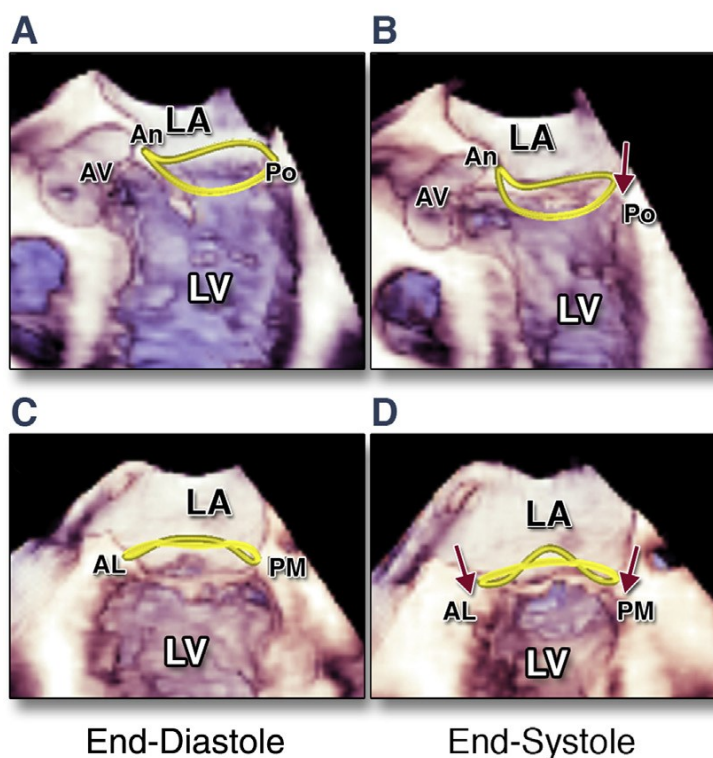 A
B
An
LA
AV
Po
LV
An
LA
AV
Po
LV
C
D
LA
AL
PM
LV
LA
AL
PM
LV
End-Diastole
End-Systole